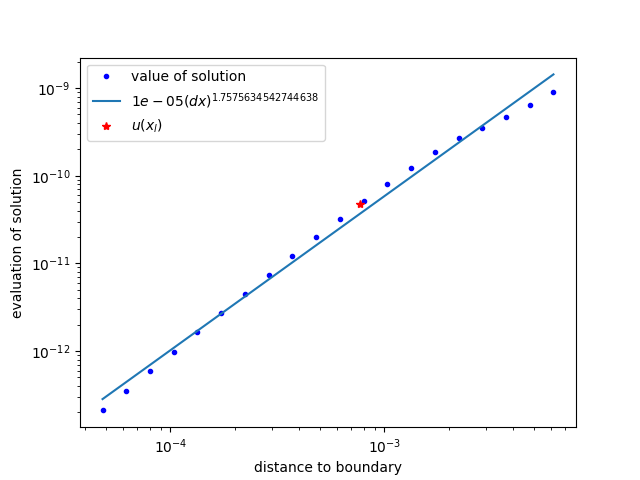 value of solution
1e − 05(dx)^1.7575634542744638
u(x_l)
10^−9
10^−10
10^−11
10^−12
evaluation of solution
10^−4
10^−3
distance to boundary